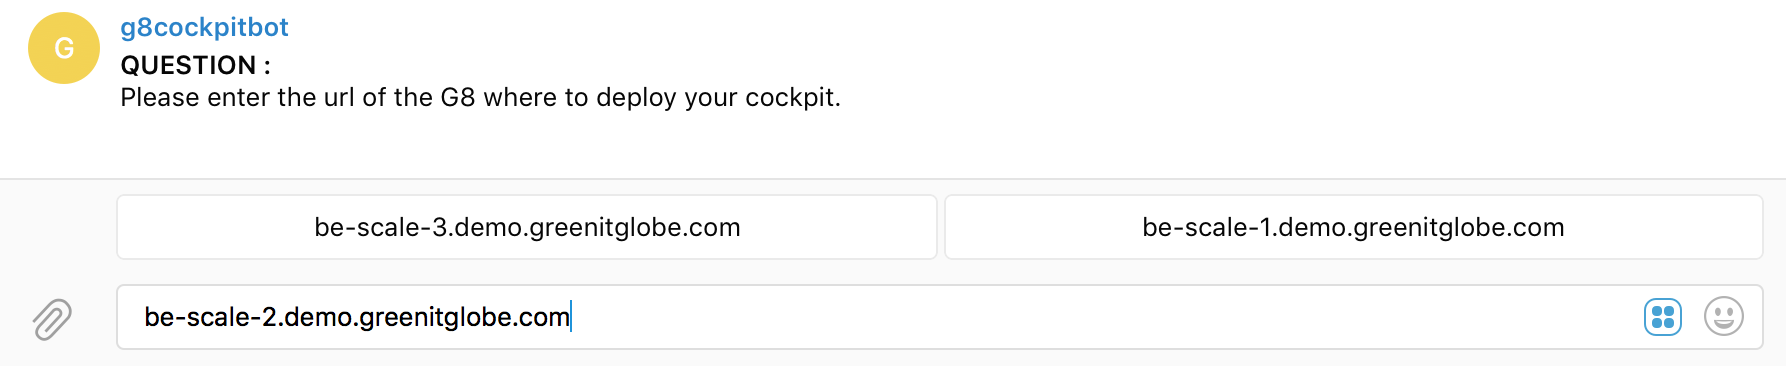 G
g8cockpitbot
QUESTION :
Please enter the url of the G8 where to deploy your cockpit.
be-scale-3.demo.greenitglobe.com
be-scale-1.demo.greenitglobe.com
be-scale-2.demo.greenitglobe.com